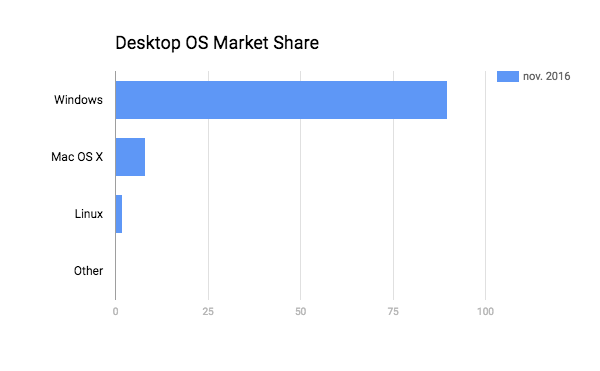 Desktop OS Market Share
nov. 2016
Windows
Mac OS X
Linux
Other
0 25 50 75 100